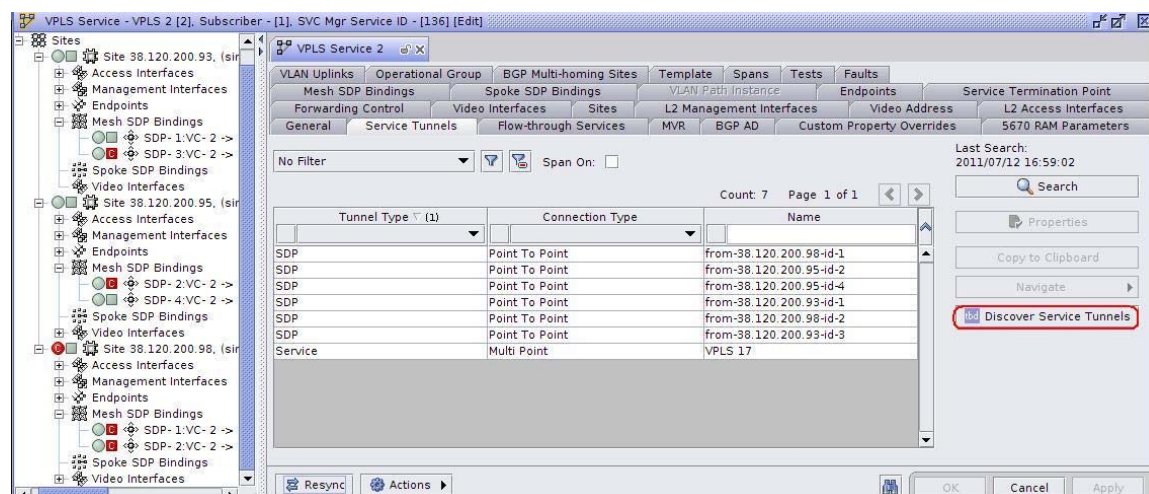 VPLS Service - VPLS 2 [2], Subscriber - [1], SVC Mgr Service ID - [136] [Edit]
Sites
Site 38.120.200.93, (sir
Access Interfaces
Management Interfaces
Endpoints
Mesh SDP Bindings
SDP- 1:VC- 2 ->
C SDP- 3:VC- 2 ->
Spoke SDP Bindings
Video Interfaces
Site 38.120.200.95, (sir
Access Interfaces
Management Interfaces
Endpoints
Mesh SDP Bindings
C SDP- 2:VC- 2 ->
SDP- 4:VC- 2 ->
Spoke SDP Bindings
Video Interfaces
C Site 38.120.200.98, (sir
Access Interfaces
Management Interfaces
Endpoints
Mesh SDP Bindings
C SDP- 1:VC- 2 ->
C SDP- 2:VC- 2 ->
Spoke SDP Bindings
Video Interfaces
VPLS Service 2
VLAN Uplinks Operational Group BGP Multi-homing Sites Template Spans Tests Faults
Mesh SDP Bindings Spoke SDP Bindings VLAN Path Instance Endpoints Service Termination Point
Forwarding Control Video Interfaces Sites L2 Management Interfaces Video Address L2 Access Interfaces
General Service Tunnels Flow-through Services MVR BGP AD Custom Property Overrides 5670 RAM Parameters
No Filter Span On:
Count: 7 Page 1 of 1
Tunnel Type (1) Connection Type Name
SDP Point To Point from-38.120.200.98-id-1
SDP Point To Point from-38.120.200.95-id-2
SDP Point To Point from-38.120.200.95-id-4
SDP Point To Point from-38.120.200.93-id-1
SDP Point To Point from-38.120.200.98-id-2
SDP Point To Point from-38.120.200.93-id-3
Service Multi Point VPLS 17
Last Search:
2011/07/12 16:59:02
Search
Properties
Copy to Clipboard
Navigate
tbd Discover Service Tunnels
Resync Actions OK Cancel Apply